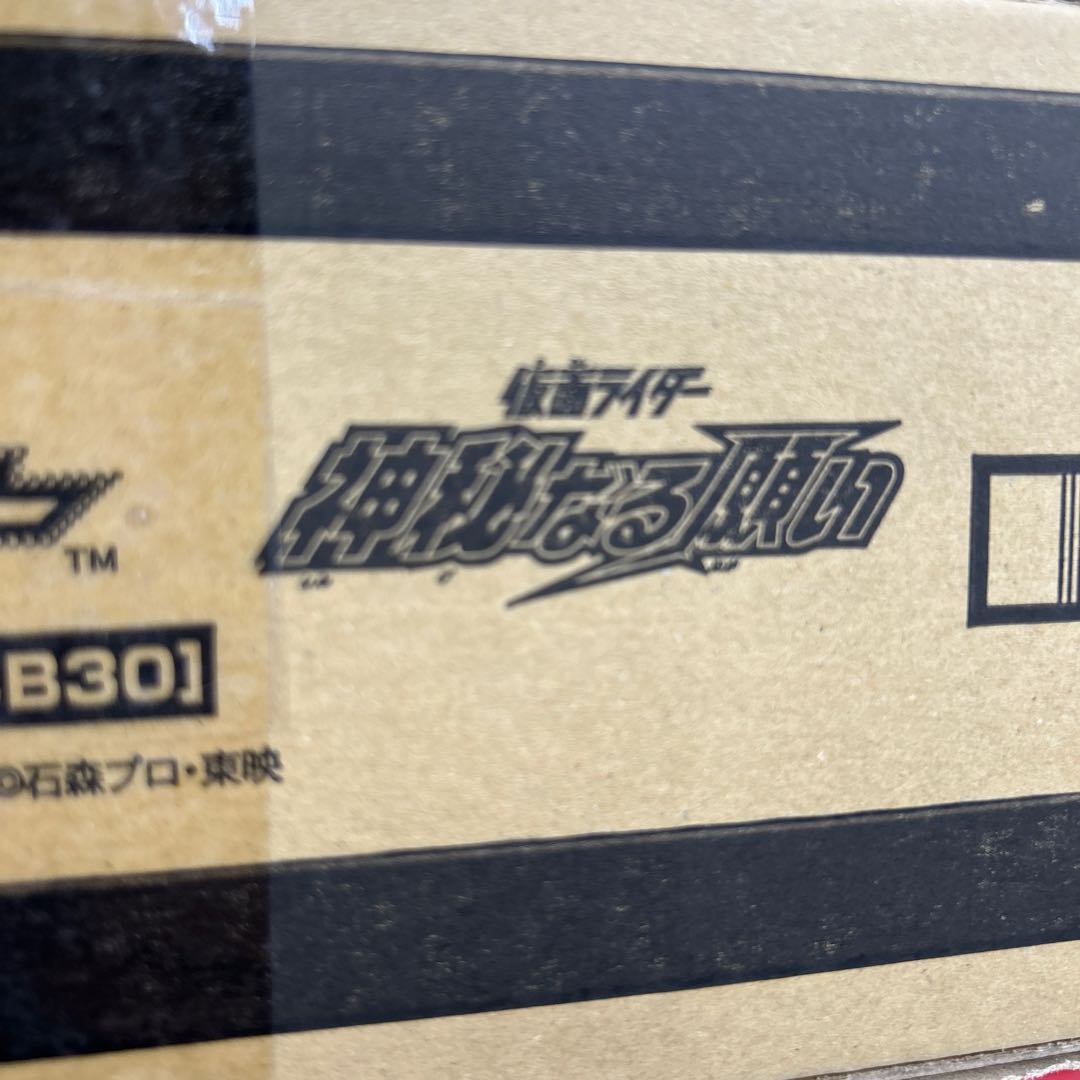 仮面ライダー
神秘なる願い
TM
B30]
©石森プロ・東映